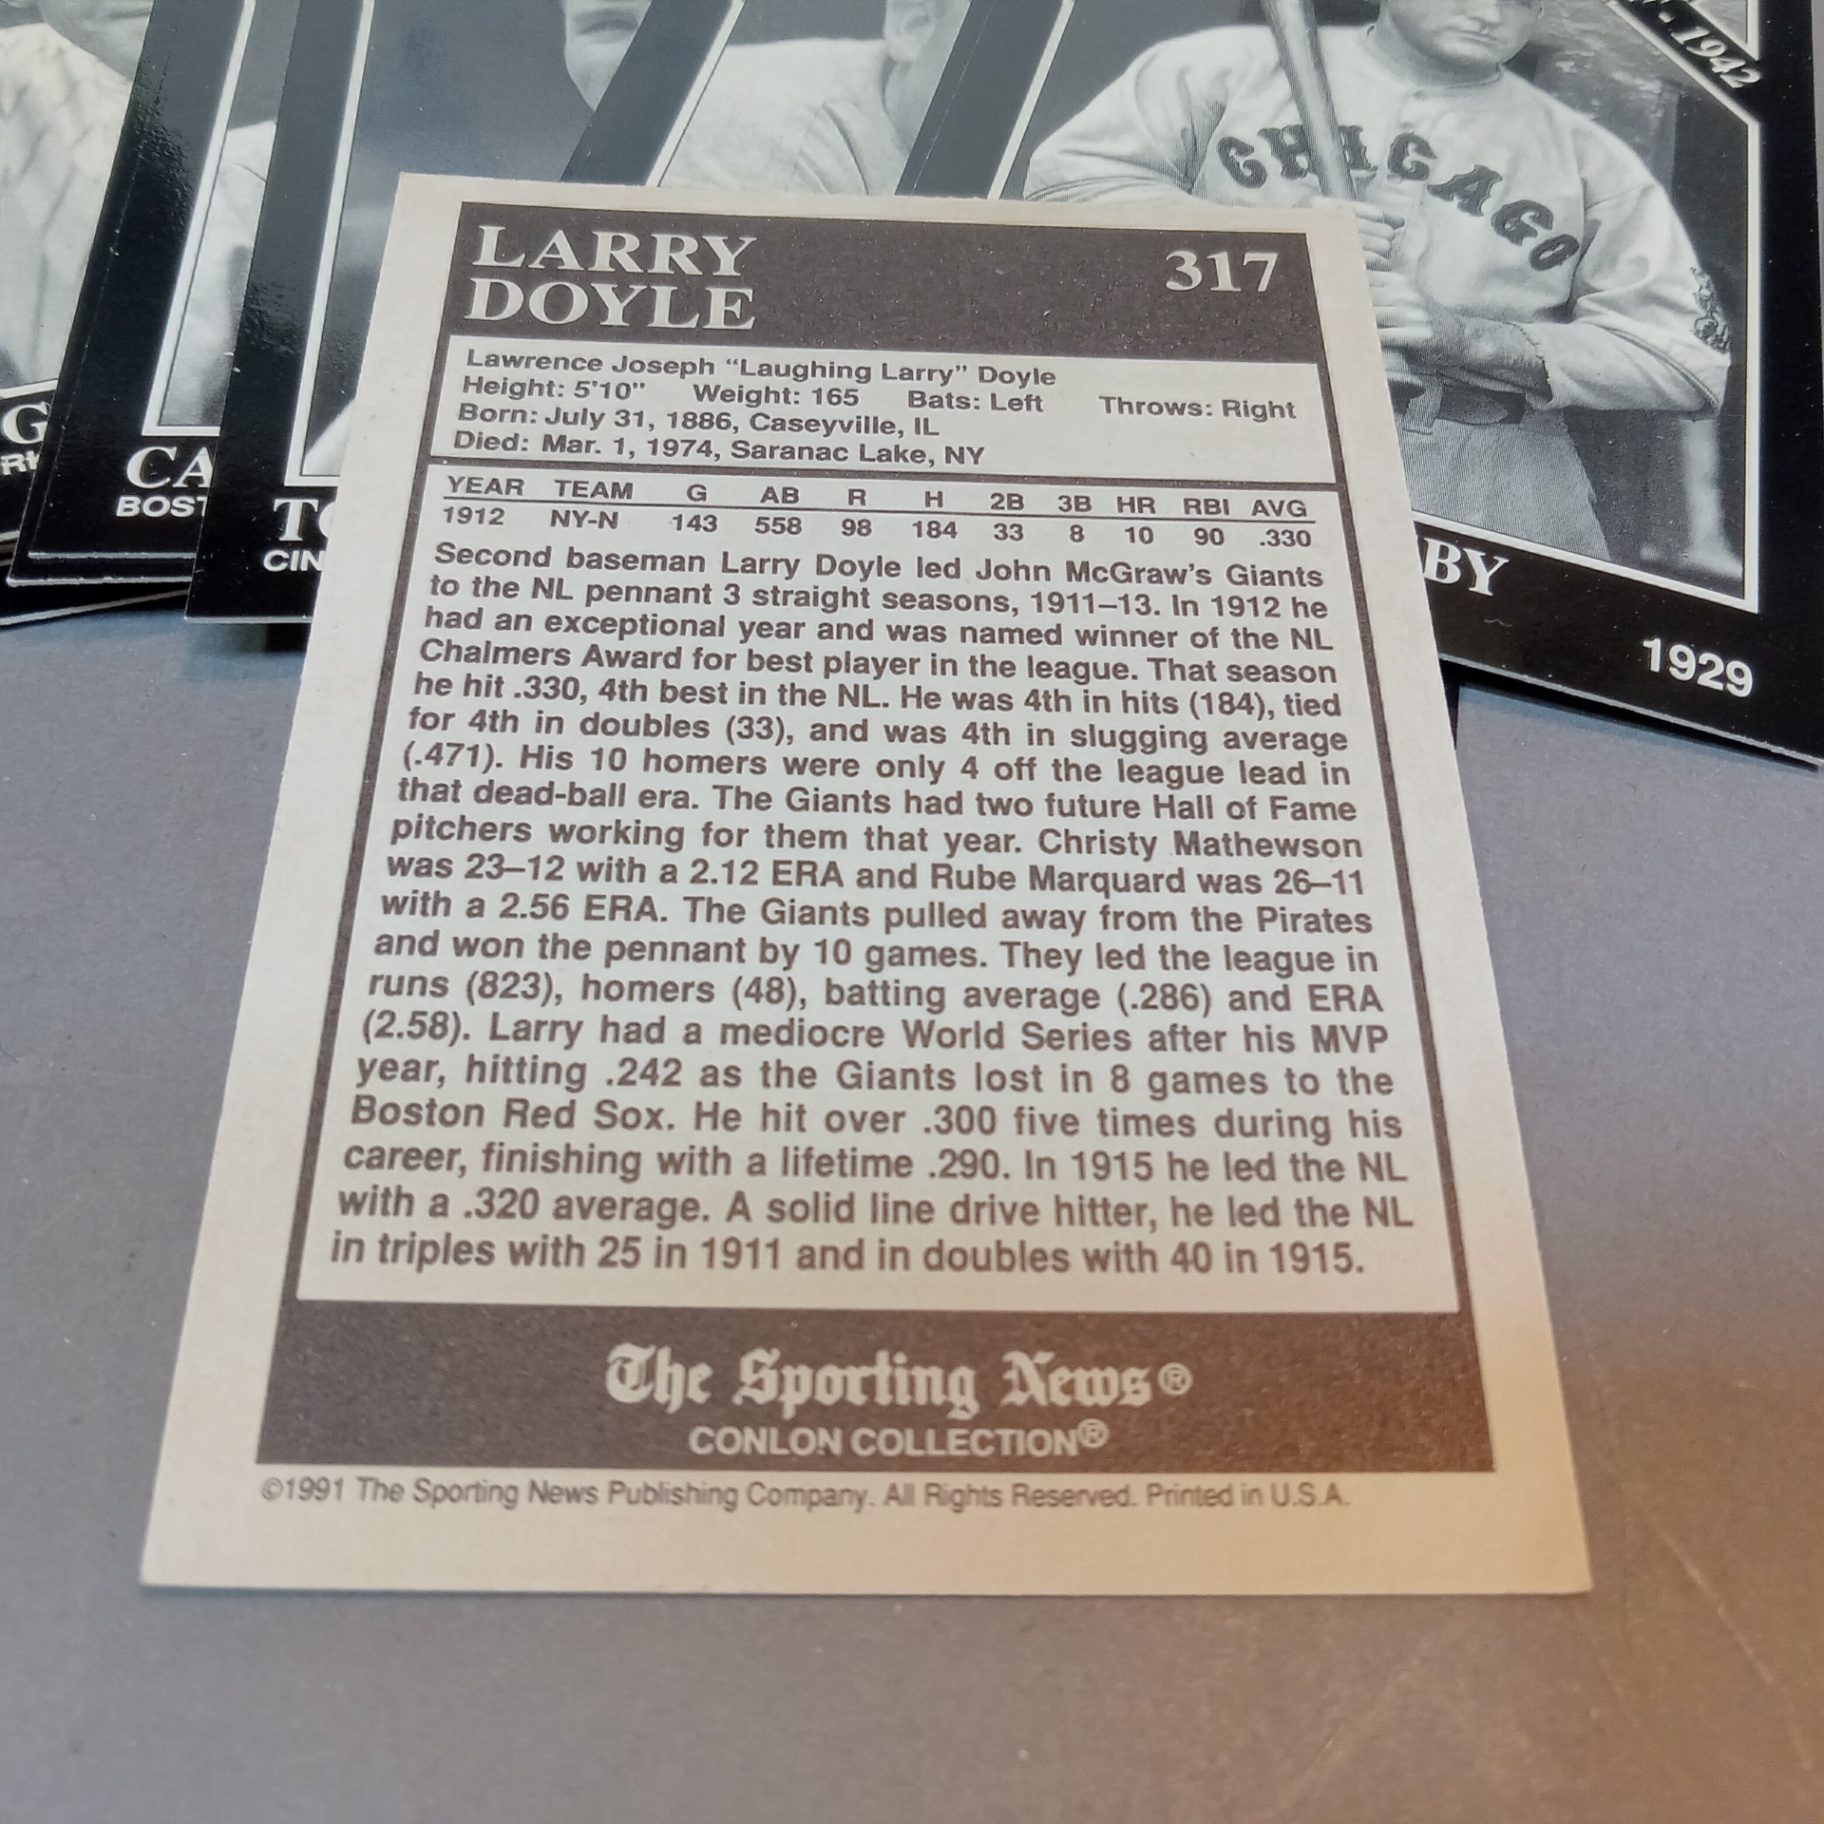 - 1942
CHICAGO
G
CA
BOST
CIN
BY
1929
LARRY
DOYLE
317
Lawrence Joseph “Laughing Larry” Doyle
Height: 5'10" Weight: 165 Bats: Left Throws: Right
Born: July 31, 1886, Caseyville, IL
Died: Mar. 1, 1974, Saranac Lake, NY
YEAR TEAM G AB R H 2B 3B HR RBI AVG
1912 NY-N 143 558 98 184 33 8 10 90 .330
Second baseman Larry Doyle led John McGraw's Giants
to the NL pennant 3 straight seasons, 1911–13. In 1912 he
had an exceptional year and was named winner of the NL
Chalmers Award for best player in the league. That season
he hit .330, 4th best in the NL. He was 4th in hits (184), tied
for 4th in doubles (33), and was 4th in slugging average
(.471). His 10 homers were only 4 off the league lead in
that dead-ball era. The Giants had two future Hall of Fame
pitchers working for them that year. Christy Mathewson
was 23–12 with a 2.12 ERA and Rube Marquard was 26–11
with a 2.56 ERA. The Giants pulled away from the Pirates
and won the pennant by 10 games. They led the league in
runs (823), homers (48), batting average (.286) and ERA
(2.58). Larry had a mediocre World Series after his MVP
year, hitting .242 as the Giants lost in 8 games to the
Boston Red Sox. He hit over .300 five times during his
career, finishing with a lifetime .290. In 1915 he led the NL
with a .320 average. A solid line drive hitter, he led the NL
in triples with 25 in 1911 and in doubles with 40 in 1915.
The Sporting News®
CONLON COLLECTION®
©1991 The Sporting News Publishing Company. All Rights Reserved. Printed in U.S.A.